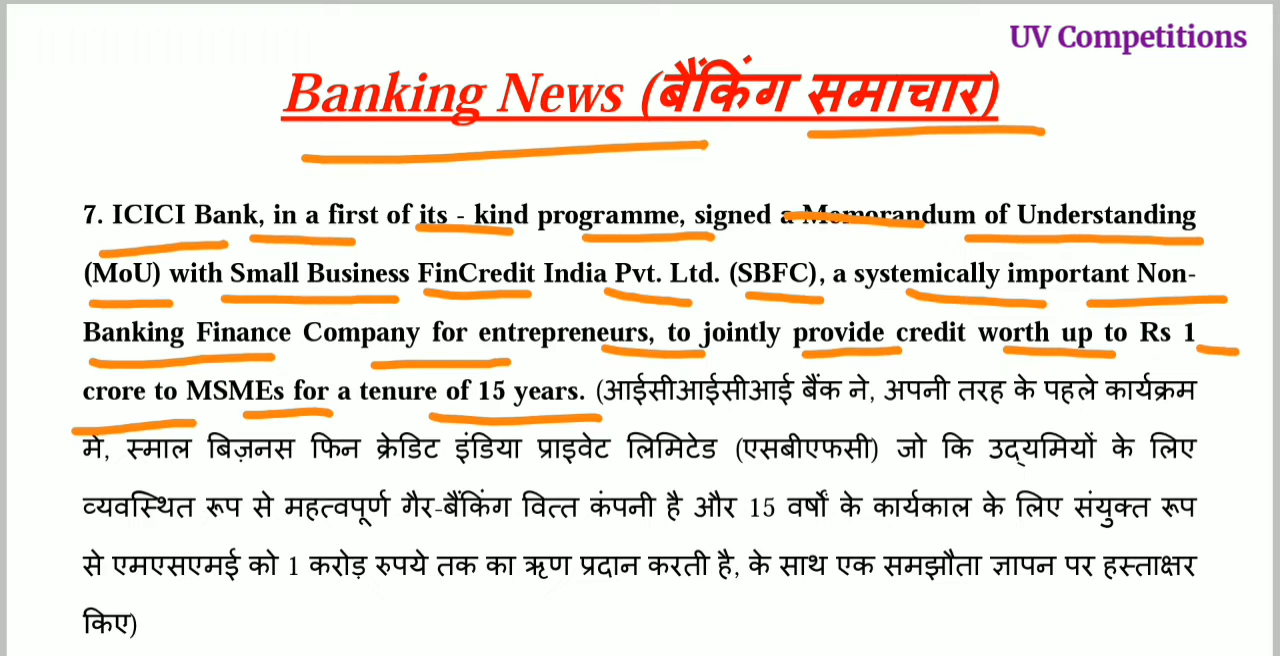 UV Competitions
Banking News (बैंकिंग समाचार)
7. ICICI Bank, in a first of its - kind programme, signed a Memorandum of Understanding
(MoU) with Small Business FinCredit India Pvt. Ltd. (SBFC), a systemically important Non-
Banking Finance Company for entrepreneurs, to jointly provide credit worth up to Rs 1
crore to MSMEs for a tenure of 15 years. (आईसीआईसीआई बैंक ने, अपनी तरह के पहले कार्यक्रम
मे, स्माल बिज़नस फिन क्रेडिट इंडिया प्राइवेट लिमिटेड (एसबीएफसी) जो कि उद्यमियों के लिए
व्यवस्थित रूप से महत्वपूर्ण गैर-बैंकिंग वित्त कंपनी है और 15 वर्षों के कार्यकाल के लिए संयुक्त रूप
से एमएसएमई को 1 करोड़ रुपये तक का ऋण प्रदान करती है, के साथ एक समझौता ज्ञापन पर हस्ताक्षर
किए)